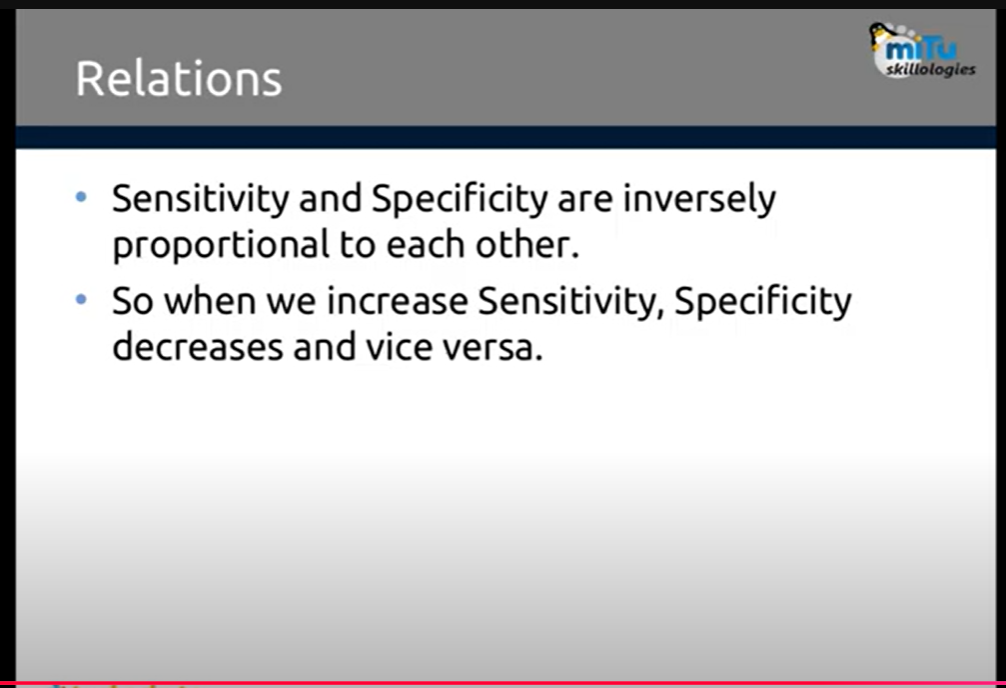 Relations
miTu
skillologies
• Sensitivity and Specificity are inversely
proportional to each other.
• So when we increase Sensitivity, Specificity
decreases and vice versa.